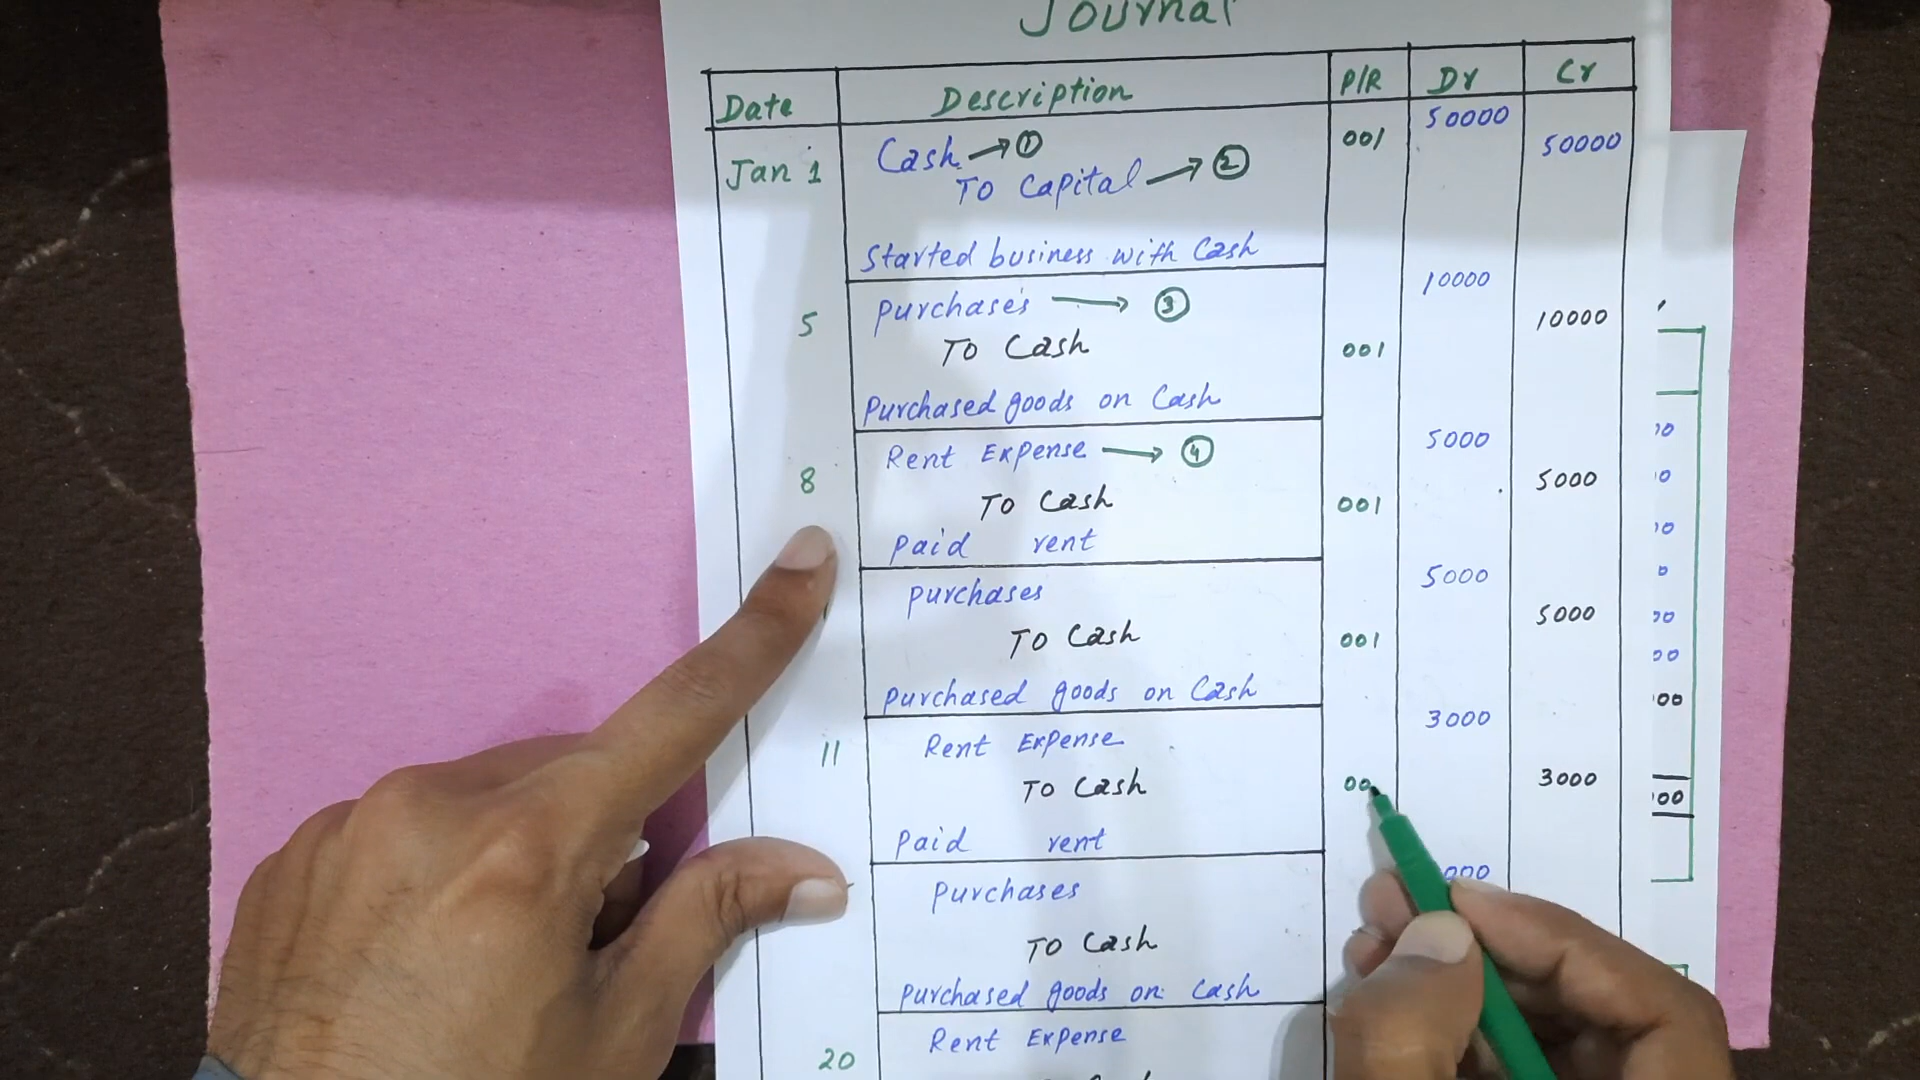 Journal
Date Description P/R Dr Cr
Jan 1 Cash → ① 001 50000
To Capital → ② 50000
Started business with Cash
5 purchases → ③ 10000
To Cash 001 10000
purchased goods on Cash
8 Rent Expense → ④ 5000
To Cash 001 5000
paid rent
purchases 5000
To Cash 001 5000
purchased goods on Cash
11 Rent Expense 3000
To Cash 00 3000
paid rent
purchases
To Cash
purchased goods on Cash
20 Rent Expense